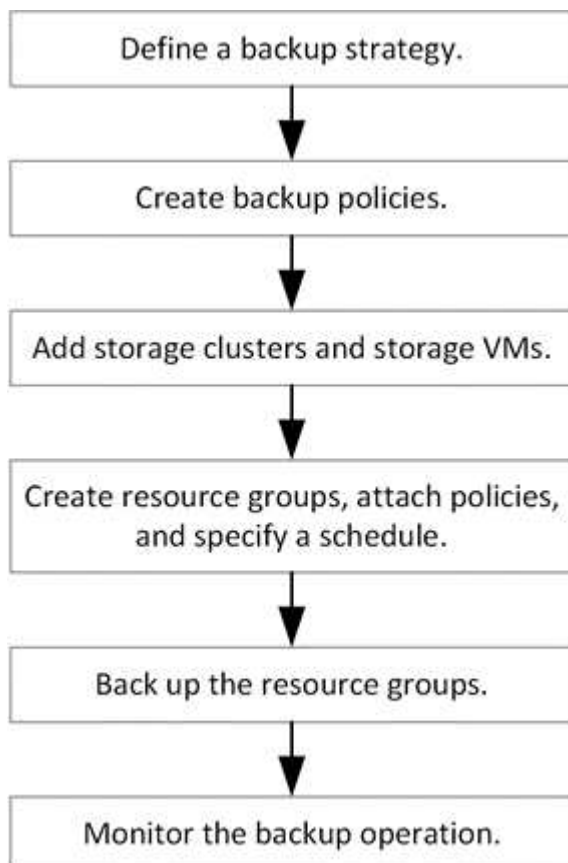 Define a backup strategy.
Create backup policies.
Add storage clusters and storage VMs.
Create resource groups, attach policies,
and specify a schedule.
Back up the resource groups.
Monitor the backup operation.